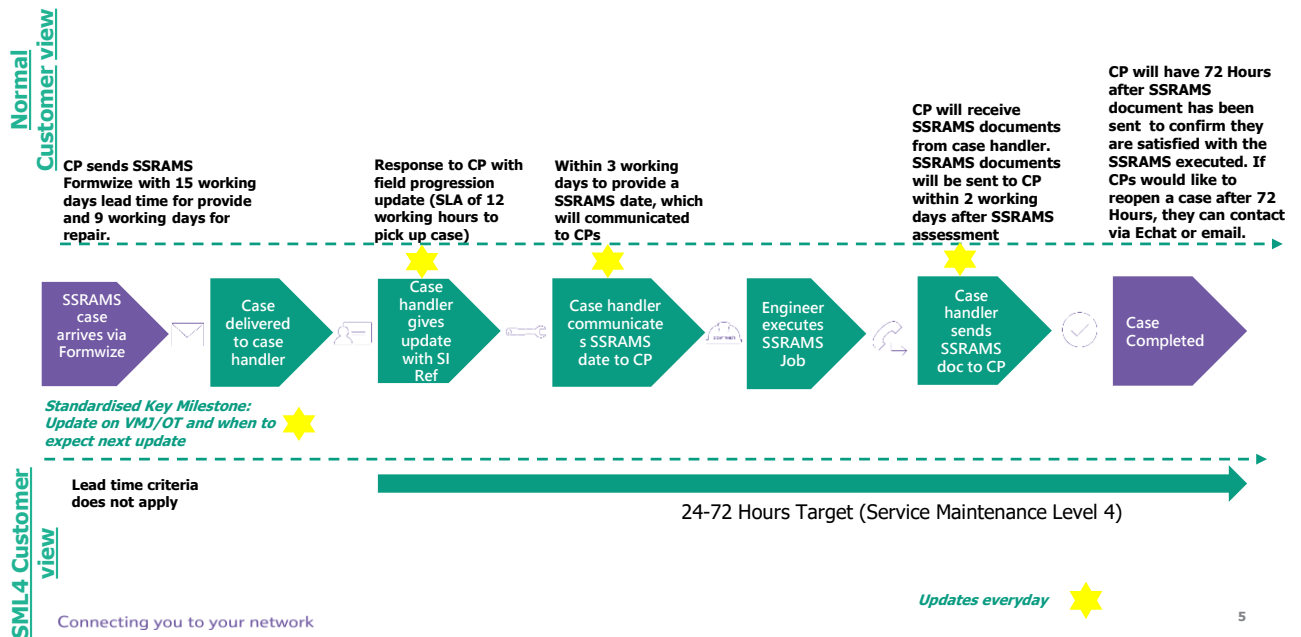 Normal
Customer view
CP sends SSRAMS
Formwize with 15 working
days lead time for provide
and 9 working days for
repair.
Response to CP with
field progression
update (SLA of 12
working hours to
pick up case)
Within 3 working
days to provide a
SSRAMS date, which
will communicated
to CPs
CP will receive
SSRAMS documents
from case handler.
SSRAMS documents
will be sent to CP
within 2 working
days after SSRAMS
assessment
CP will have 72 Hours
after SSRAMS
document has been
sent to confirm they
are satisfied with the
SSRAMS executed. If
CPs would like to
reopen a case after 72
Hours, they can contact
via Echat or email.
SSRAMS
case
arrives via
Formwize
Case
delivered
to case
handler
Case
handler
gives
update
with SI
Ref
Case handler
communicate
s SSRAMS
date to CP
Engineer
executes
SSRAMS
Job
Case
handler
sends
SSRAMS
doc to CP
Case
Completed
Standardised Key Milestone:
Update on VMJ/OT and when to
expect next update
SML4 Customer
view
Lead time criteria
does not apply
24-72 Hours Target (Service Maintenance Level 4)
Updates everyday
Connecting you to your network
5